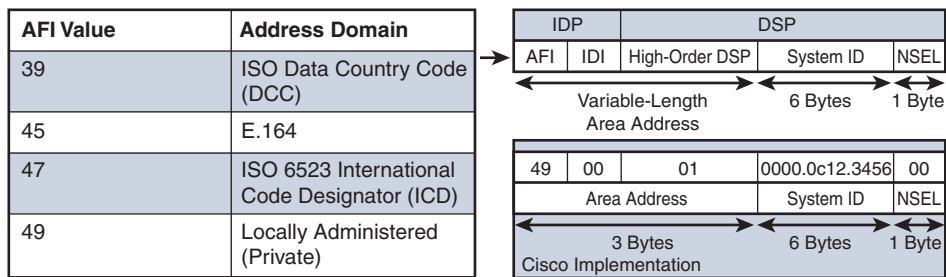 AFI Value Address Domain
39 ISO Data Country Code
(DCC)
45 E.164
47 ISO 6523 International
Code Designator (ICD)
49 Locally Administered
(Private)
IDP DSP
AFI IDI High-Order DSP System ID NSEL
Variable-Length
Area Address
6 Bytes 1 Byte
49 00 01 0000.0c12.3456 00
Area Address System ID NSEL
3 Bytes 6 Bytes 1 Byte
Cisco Implementation